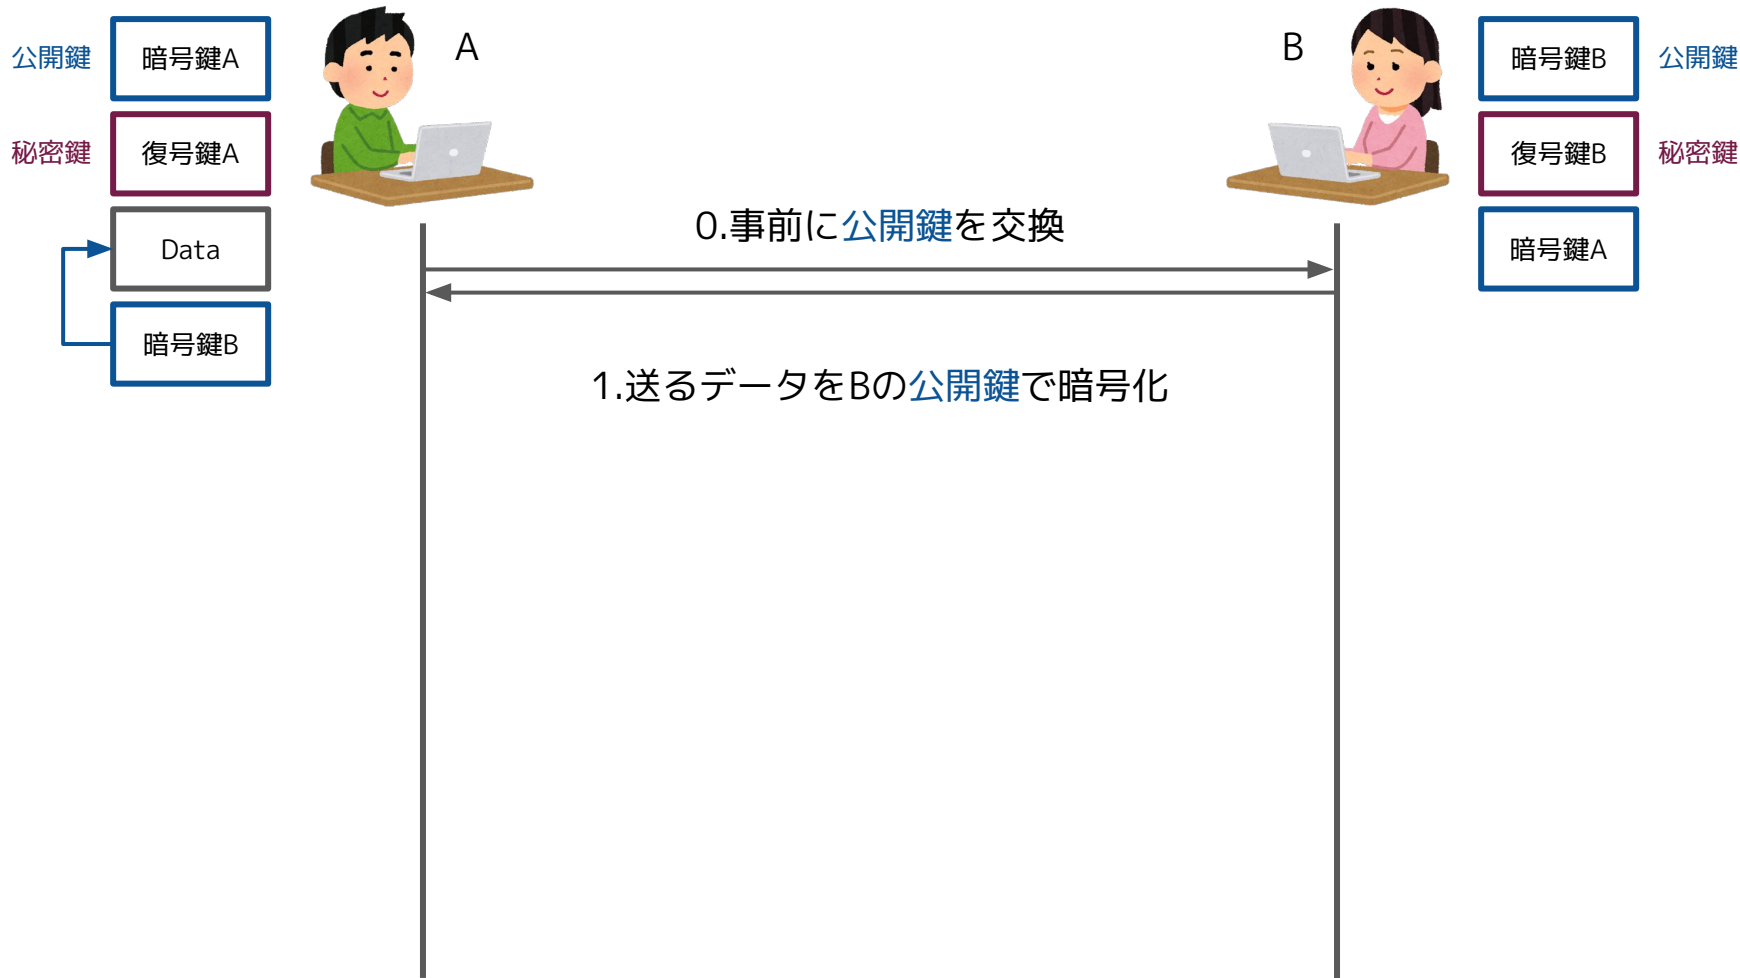 公開鍵
暗号鍵A
A
B
暗号鍵B
公開鍵
秘密鍵
復号鍵A
復号鍵B
秘密鍵
0.事前に公開鍵を交換
Data
暗号鍵A
暗号鍵B
1.送るデータをBの公開鍵で暗号化